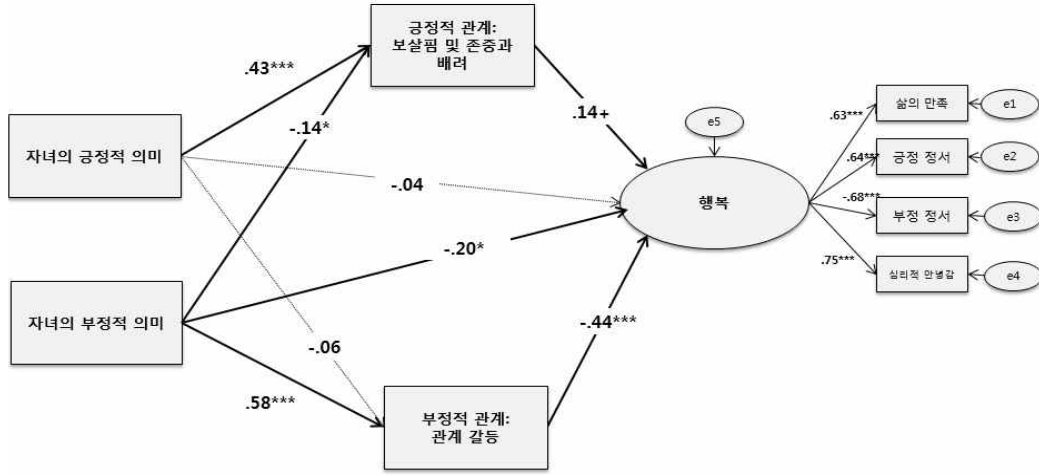 긍정적 관계:
보살핌 및 존중과
배려
.43***
-.14*
.14+
e5
삶의 만족
e1
.63***
자녀의 긍정적 의미
긍정 정서
e2
.64***
-.04
행복
-.68***
부정 정서
e3
-.20*
.75***
심리적 안녕감
e4
자녀의 부정적 의미
-.06
-.44***
.58***
부정적 관계:
관계 갈등